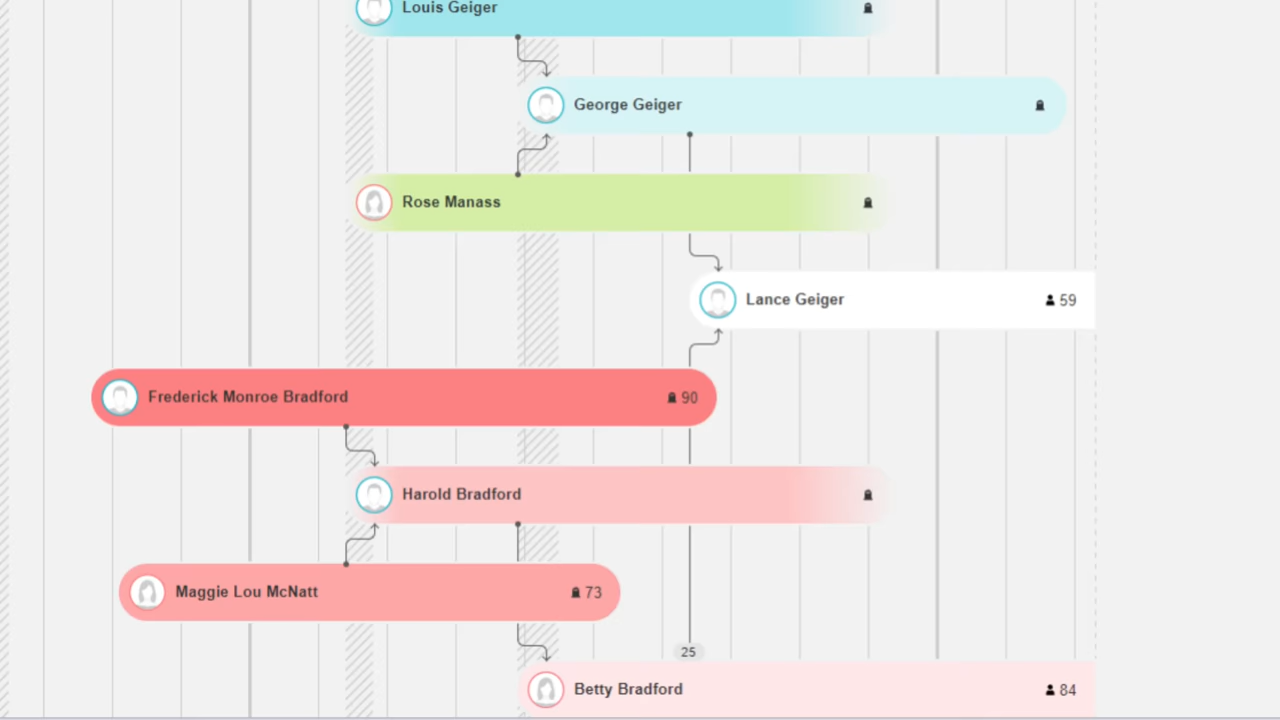 Louis Geiger
George Geiger
Rose Manass
Lance Geiger 59
Frederick Monroe Bradford 90
Harold Bradford
Maggie Lou McNatt 73
25
Betty Bradford 84